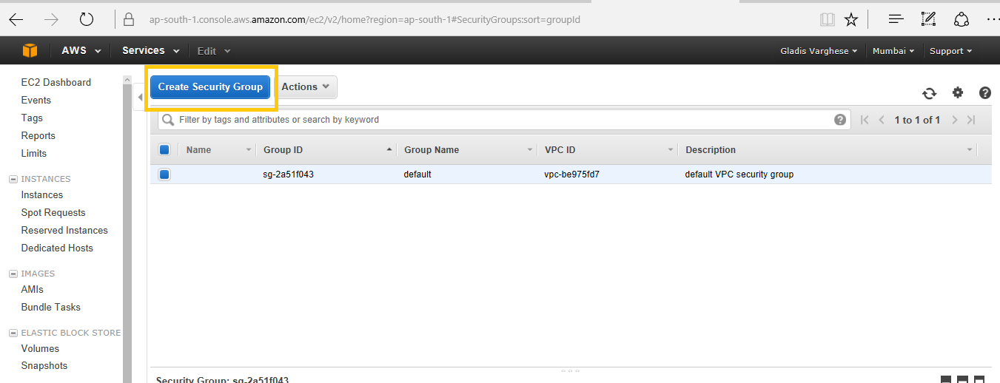 ap-south-1.console.aws.amazon.com/ec2/v2/home?region=ap-south-1#SecurityGroups:sort=groupId
AWS Services Edit Gladis Varghese Mumbai Support
EC2 Dashboard
Events
Tags
Reports
Limits
INSTANCES
Instances
Spot Requests
Reserved Instances
Dedicated Hosts
IMAGES
AMIs
Bundle Tasks
ELASTIC BLOCK STORE
Volumes
Snapshots
Create Security Group Actions
Filter by tags and attributes or search by keyword 1 to 1 of 1
Name Group ID Group Name VPC ID Description
sg-2a51f043 default vpc-be975fd7 default VPC security group
Security Group: sg-2a51f043